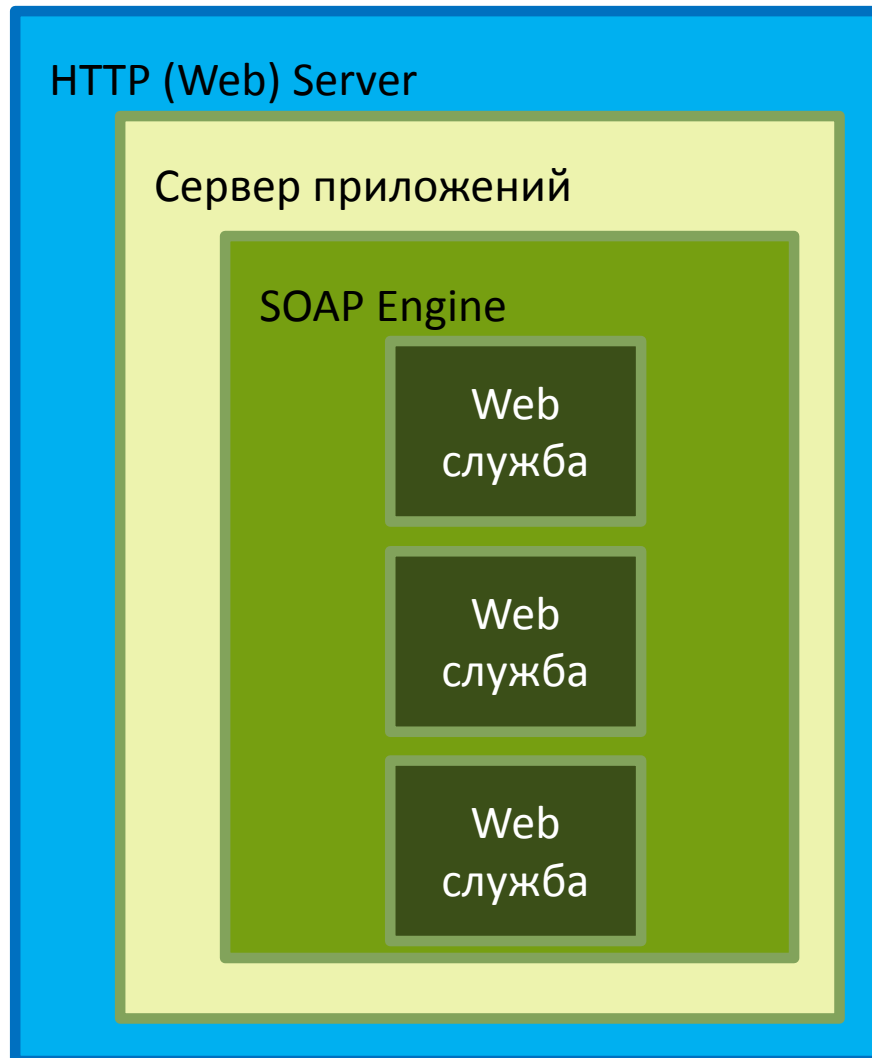 HTTP (Web) Server
Сервер приложений
SOAP Engine
Web
служба
Web
служба
Web
служба